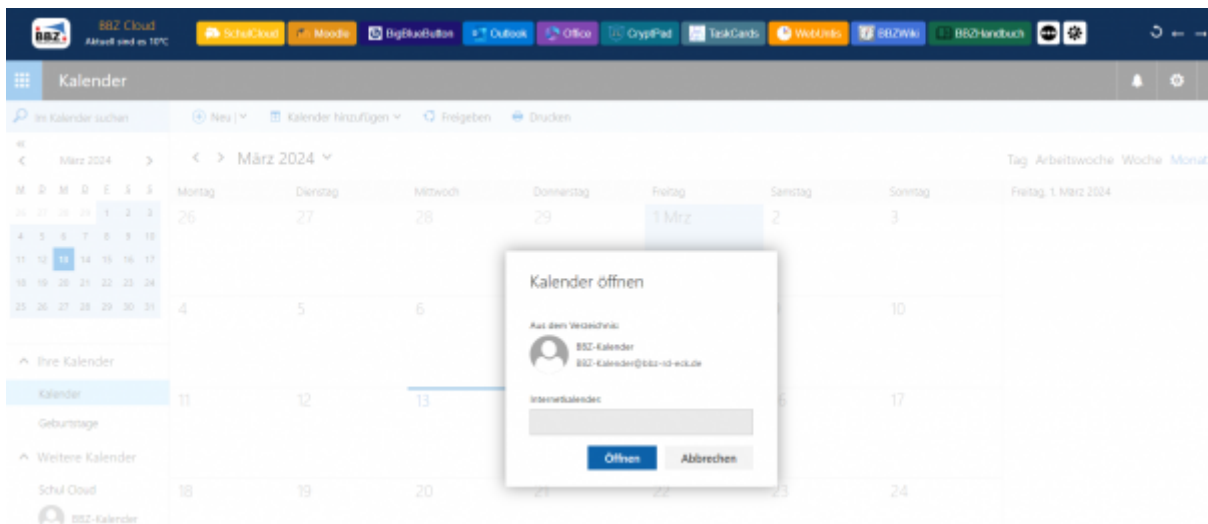 BBZ.
BBZ Cloud
Aktuell sind es 10°C
SchulCloud
Moodle
BigBlueButton
Outlook
Office
CryptPad
TaskCards
WebUntis
BBZWiki
BBZHandbuch
Kalender
Im Kalender suchen
Neu
Kalender hinzufügen
Freigeben
Drucken
März 2024
März 2024
Tag Arbeitswoche Woche Monat
M D M D F S S
26 27 28 29 1 2 3
4 5 6 7 8 9 10
11 12 13 14 15 16 17
18 19 20 21 22 23 24
25 26 27 28 29 30 31
Montag Dienstag Mittwoch Donnerstag Freitag Samstag Sonntag
Freitag, 1. März 2024
26 27 28 29 1 Mrz 2 3
4 5 6 10
11 12 13 6 17
18 19 20 21 22 23 24
Kalender öffnen
Aus dem Verzeichnis:
BBZ-Kalender
BBZ-Kalender@bbz-rd-eck.de
Internetkalender:
Öffnen
Abbrechen
Ihre Kalender
Kalender
Geburtstage
Weitere Kalender
Schul Cloud
BBZ-Kalender